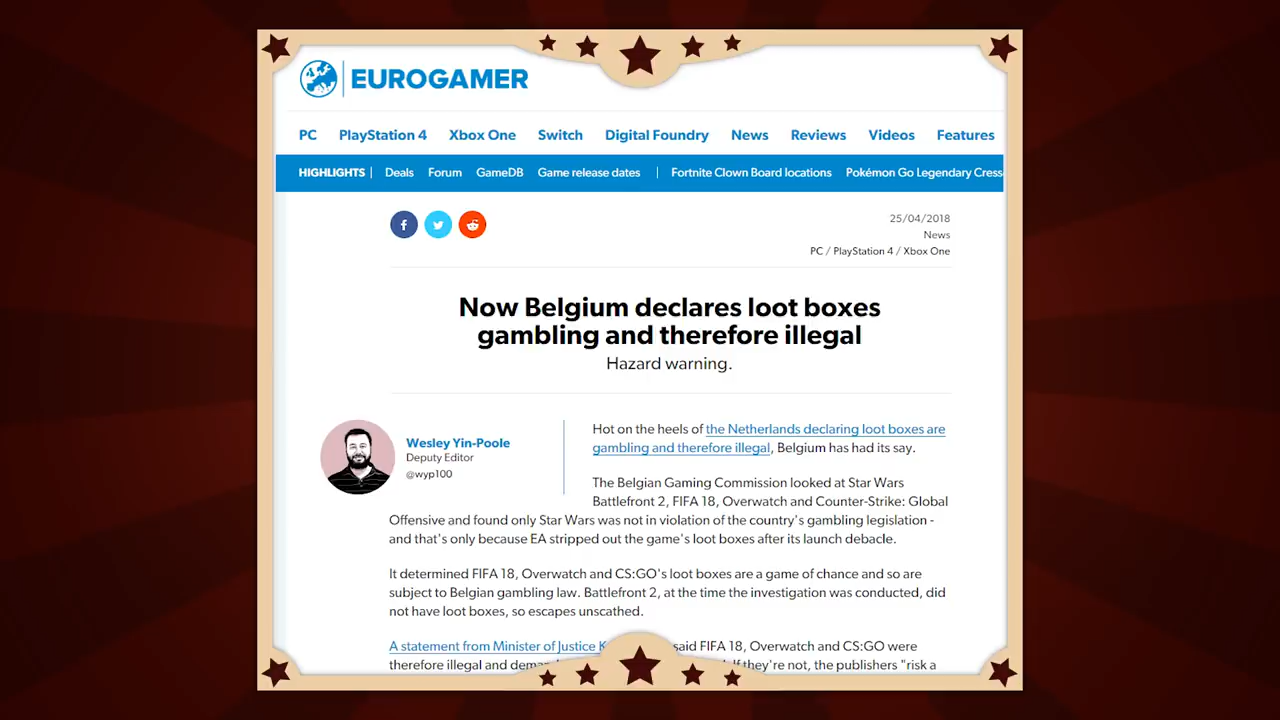 EUROGAMER
PC PlayStation 4 Xbox One Switch Digital Foundry News Reviews Videos Features
HIGHLIGHTS | Deals Forum GameDB Game release dates | Fortnite Clown Board locations Pokémon Go Legendary Cress
f
25/04/2018
News
PC / PlayStation 4 / Xbox One
Now Belgium declares loot boxes
gambling and therefore illegal
Hazard warning.
Wesley Yin-Poole
Deputy Editor
@wyp100
Hot on the heels of the Netherlands declaring loot boxes are
gambling and therefore illegal, Belgium has had its say.
The Belgian Gaming Commission looked at Star Wars
Battlefront 2, FIFA 18, Overwatch and Counter-Strike: Global
Offensive and found only Star Wars was not in violation of the country's gambling legislation -
and that's only because EA stripped out the game's loot boxes after its launch debacle.
It determined FIFA 18, Overwatch and CS:GO's loot boxes are a game of chance and so are
subject to Belgian gambling law. Battlefront 2, at the time the investigation was conducted, did
not have loot boxes, so escapes unscathed.
A statement from Minister of Justice K said FIFA 18, Overwatch and CS:GO were
therefore illegal and If they're not, the publishers "risk a